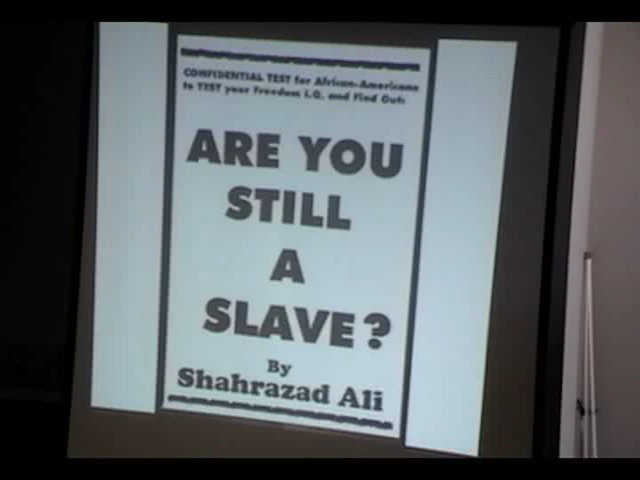 CONFIDENTIAL TEST for African-Americans
to TEST your Freedom I.Q. and Find Out:
ARE YOU
STILL
A
SLAVE?
By
Shahrazad Ali